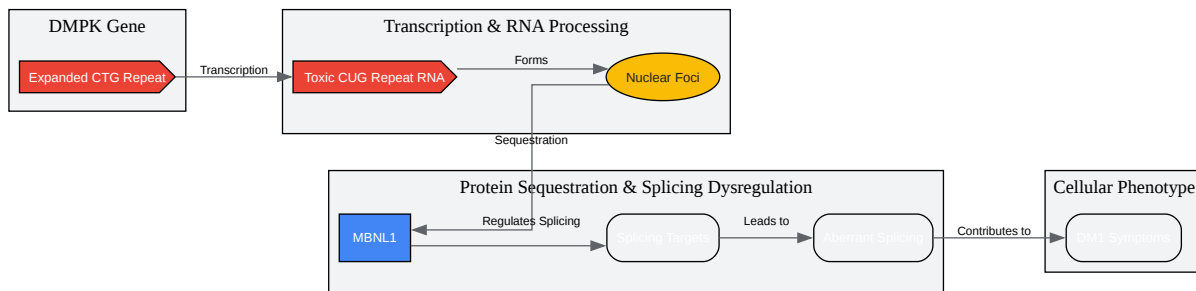 DMPK Gene
Expanded CTG Repeat
Transcription
Transcription & RNA Processing
Toxic CUG Repeat RNA
Forms
Nuclear Foci
Sequestration
Protein Sequestration & Splicing Dysregulation
MBNL1
Regulates Splicing
Splicing Targets
Leads to
Aberrant Splicing
Contributes to
Cellular Phenotype
DM1 Symptoms